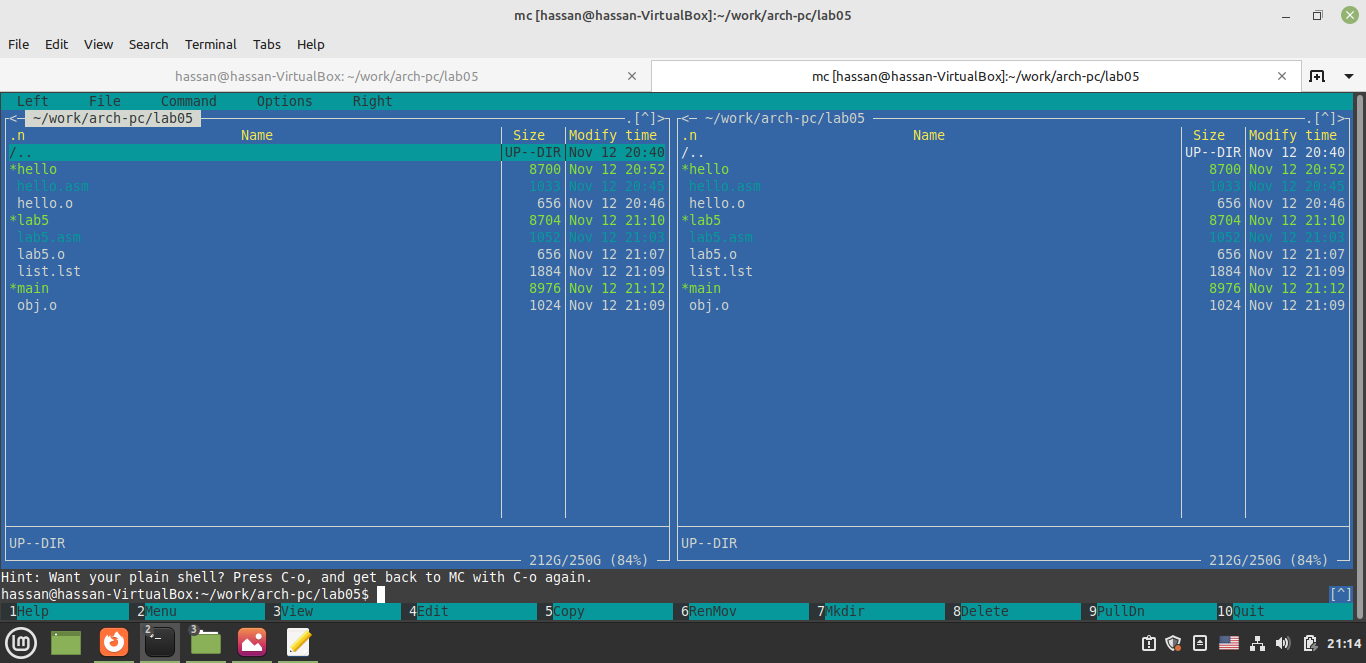 mc [hassan@hassan-VirtualBox]:~/work/arch-pc/lab05
File Edit View Search Terminal Tabs Help
hassan@hassan-VirtualBox: ~/work/arch-pc/lab05 × mc [hassan@hassan-VirtualBox]:~/work/arch-pc/lab05 ×
Left File Command Options Right
<─ ~/work/arch-pc/lab05 .[^]> <─ ~/work/arch-pc/lab05 .[^]>
.n Name Size Modify time .n Name Size Modify time
/.. UP--DIR Nov 12 20:40 /.. UP--DIR Nov 12 20:40
*hello 8700 Nov 12 20:52 *hello 8700 Nov 12 20:52
hello.asm 1033 Nov 12 20:45 hello.asm 1033 Nov 12 20:45
hello.o 656 Nov 12 20:46 hello.o 656 Nov 12 20:46
*lab5 8704 Nov 12 21:10 *lab5 8704 Nov 12 21:10
lab5.asm 1052 Nov 12 21:03 lab5.asm 1052 Nov 12 21:03
lab5.o 656 Nov 12 21:07 lab5.o 656 Nov 12 21:07
list.lst 1884 Nov 12 21:09 list.lst 1884 Nov 12 21:09
*main 8976 Nov 12 21:12 *main 8976 Nov 12 21:12
obj.o 1024 Nov 12 21:09 obj.o 1024 Nov 12 21:09
UP--DIR UP--DIR
212G/250G (84%) 212G/250G (84%)
Hint: Want your plain shell? Press C-o, and get back to MC with C-o again.
hassan@hassan-VirtualBox:~/work/arch-pc/lab05$ [^]
1Help 2Menu 3View 4Edit 5Copy 6RenMov 7Mkdir 8Delete 9PullDn 10Quit
2 3 21:14